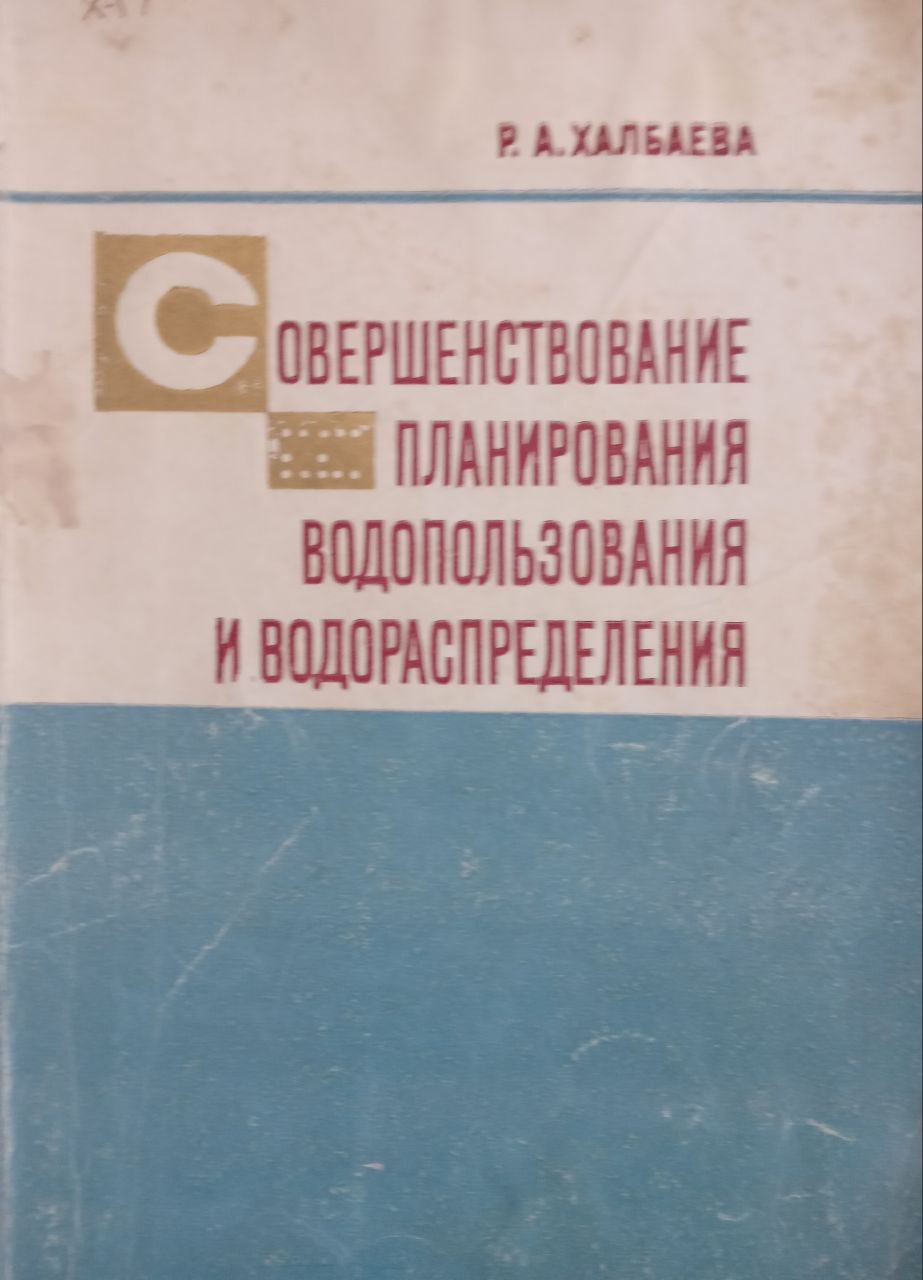 Р. А. ХАЛБАЕВА
СОВЕРШЕНСТВОВАНИЕ
ПЛАНИРОВАНИЯ
ВОДОПОЛЬЗОВАНИЯ
И ВОДОРАСПРЕДЕЛЕНИЯ